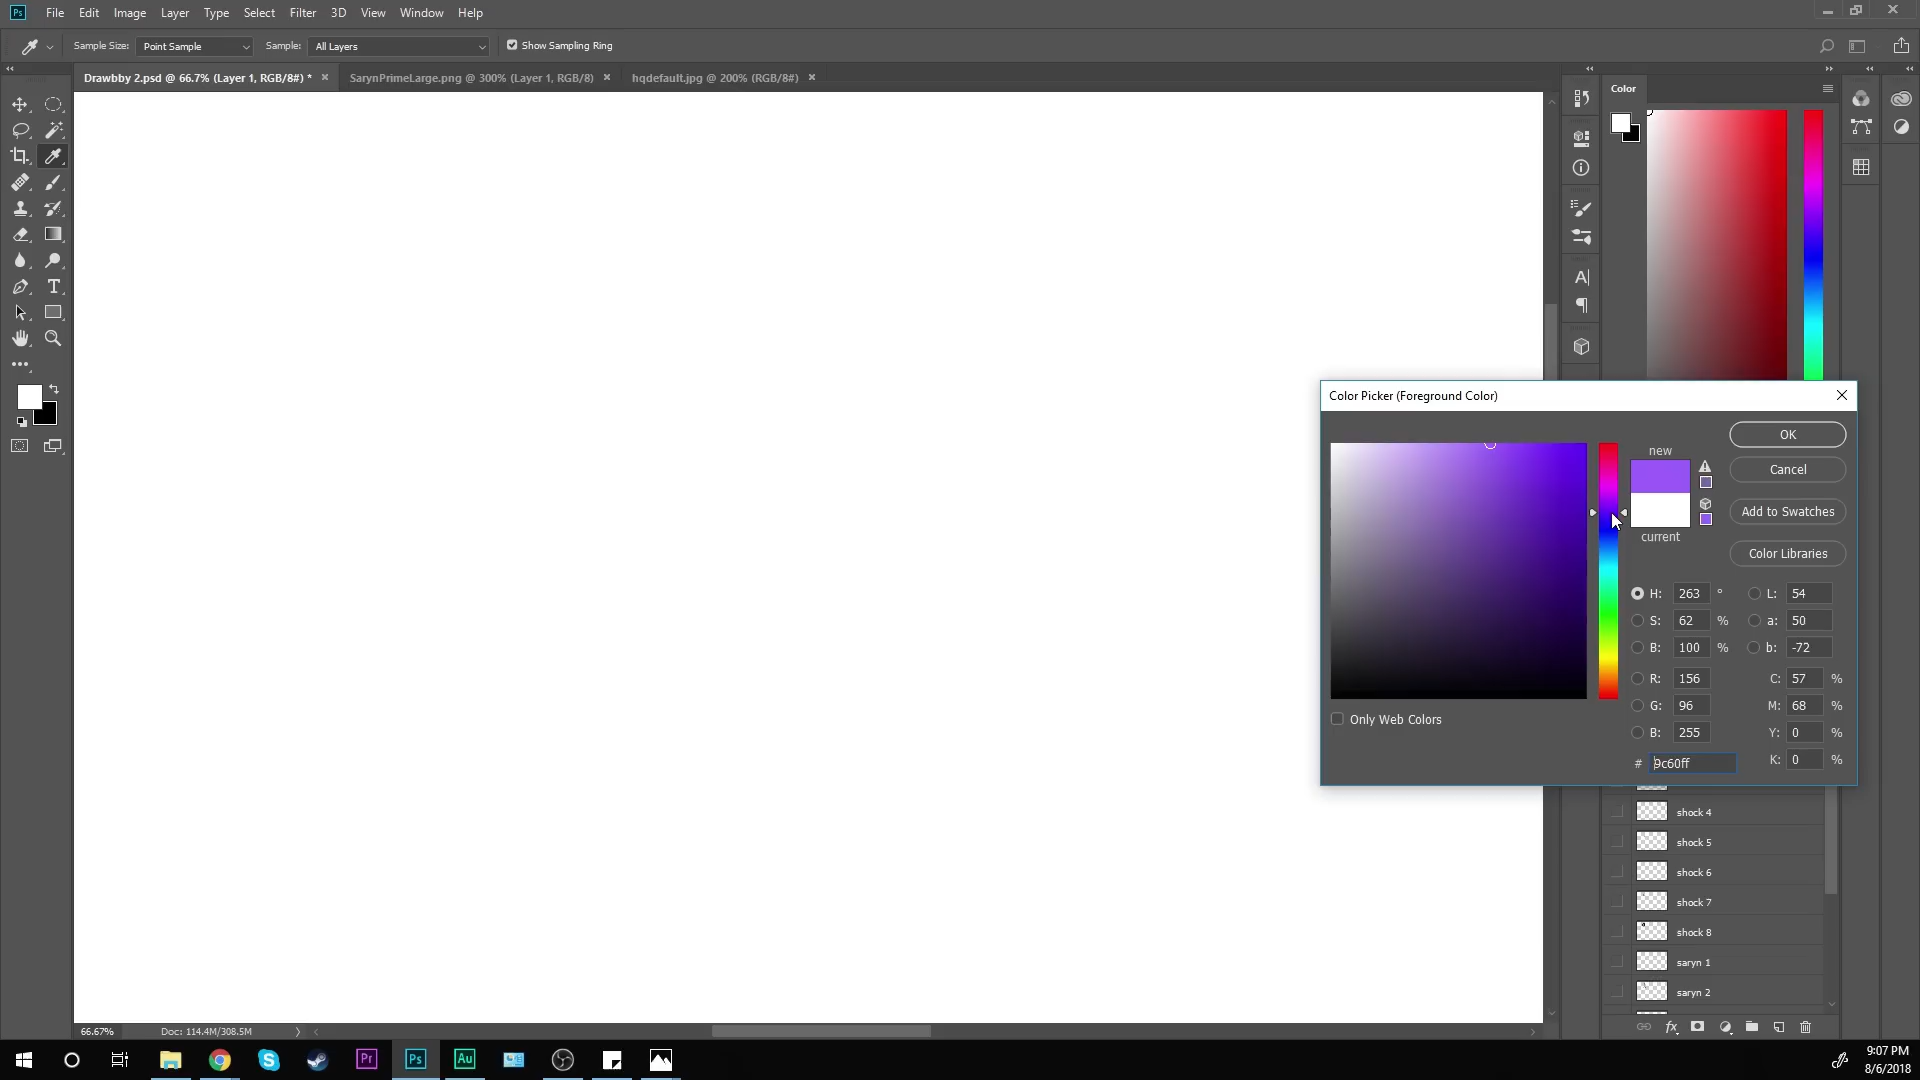 Ps File Edit Image Layer Type Select Filter 3D View Window Help
Sample Size: Point Sample Sample: All Layers Show Sampling Ring
Drawbby 2.psd @ 66.7% (Layer 1, RGB/8#) * SarynPrimeLarge.png @ 300% (Layer 1, RGB/8) hqdefault.jpg @ 200% (RGB/8#)
Color
Color Picker (Foreground Color)
new
current
OK
Cancel
Add to Swatches
Color Libraries
H: 263 ° L: 54
S: 62 % a: 50
B: 100 % b: -72
R: 156 C: 57 %
G: 96 M: 68 %
B: 255 Y: 0 %
# 9c60ff K: 0 %
Only Web Colors
shock 4
shock 5
shock 6
shock 7
shock 8
saryn 1
saryn 2
fx
66.67% Doc: 114.4M/308.5M
Pr Ps Au
9:07 PM
8/6/2018